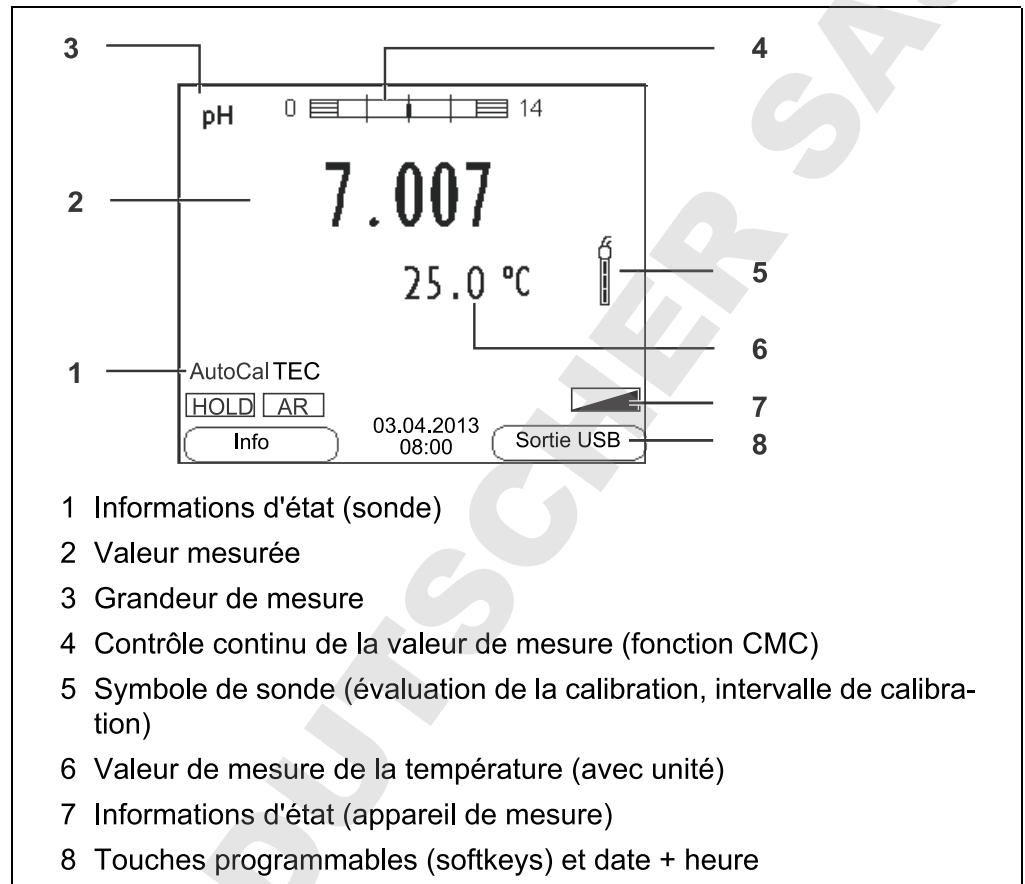 3
4
pH 0 14
2 7.007
25.0 °C 5
6
1 AutoCal TEC
HOLD AR 7
Info 03.04.2013 08:00 Sortie USB 8
1 Informations d'état (sonde)
2 Valeur mesurée
3 Grandeur de mesure
4 Contrôle continu de la valeur de mesure (fonction CMC)
5 Symbole de sonde (évaluation de la calibration, intervalle de calibra-
tion)
6 Valeur de mesure de la température (avec unité)
7 Informations d'état (appareil de mesure)
8 Touches programmables (softkeys) et date + heure
DUTSCHER SA